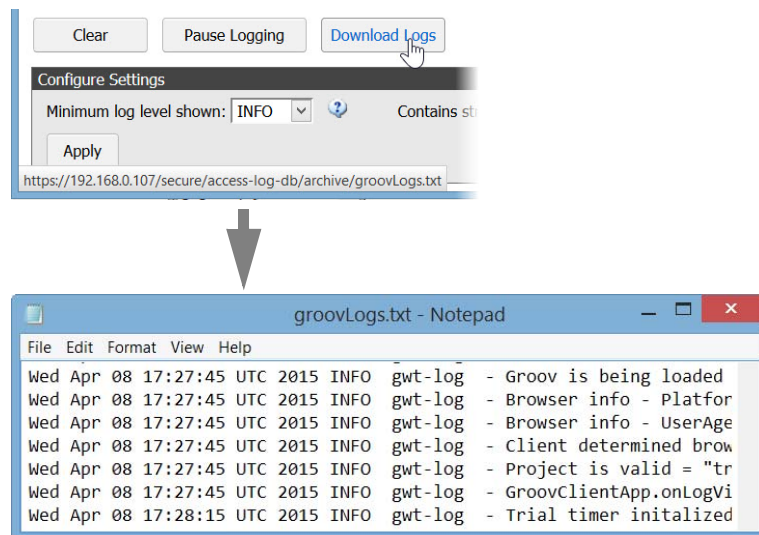 Clear Pause Logging Download Logs
Configure Settings
Minimum log level shown: INFO Contains
Apply
https://192.168.0.107/secure/access-log-db/archive/groovLogs.txt
groovLogs.txt - Notepad
File Edit Format View Help
Wed Apr 08 17:27:45 UTC 2015 INFO gwt-log - Groov is being loaded
Wed Apr 08 17:27:45 UTC 2015 INFO gwt-log - Browser info - Platfor
Wed Apr 08 17:27:45 UTC 2015 INFO gwt-log - Browser info - UserAge
Wed Apr 08 17:27:45 UTC 2015 INFO gwt-log - Client determined brow
Wed Apr 08 17:27:45 UTC 2015 INFO gwt-log - Project is valid = "tr
Wed Apr 08 17:27:45 UTC 2015 INFO gwt-log - GroovClientApp.onLogVi
Wed Apr 08 17:28:15 UTC 2015 INFO gwt-log - Trial timer initalized